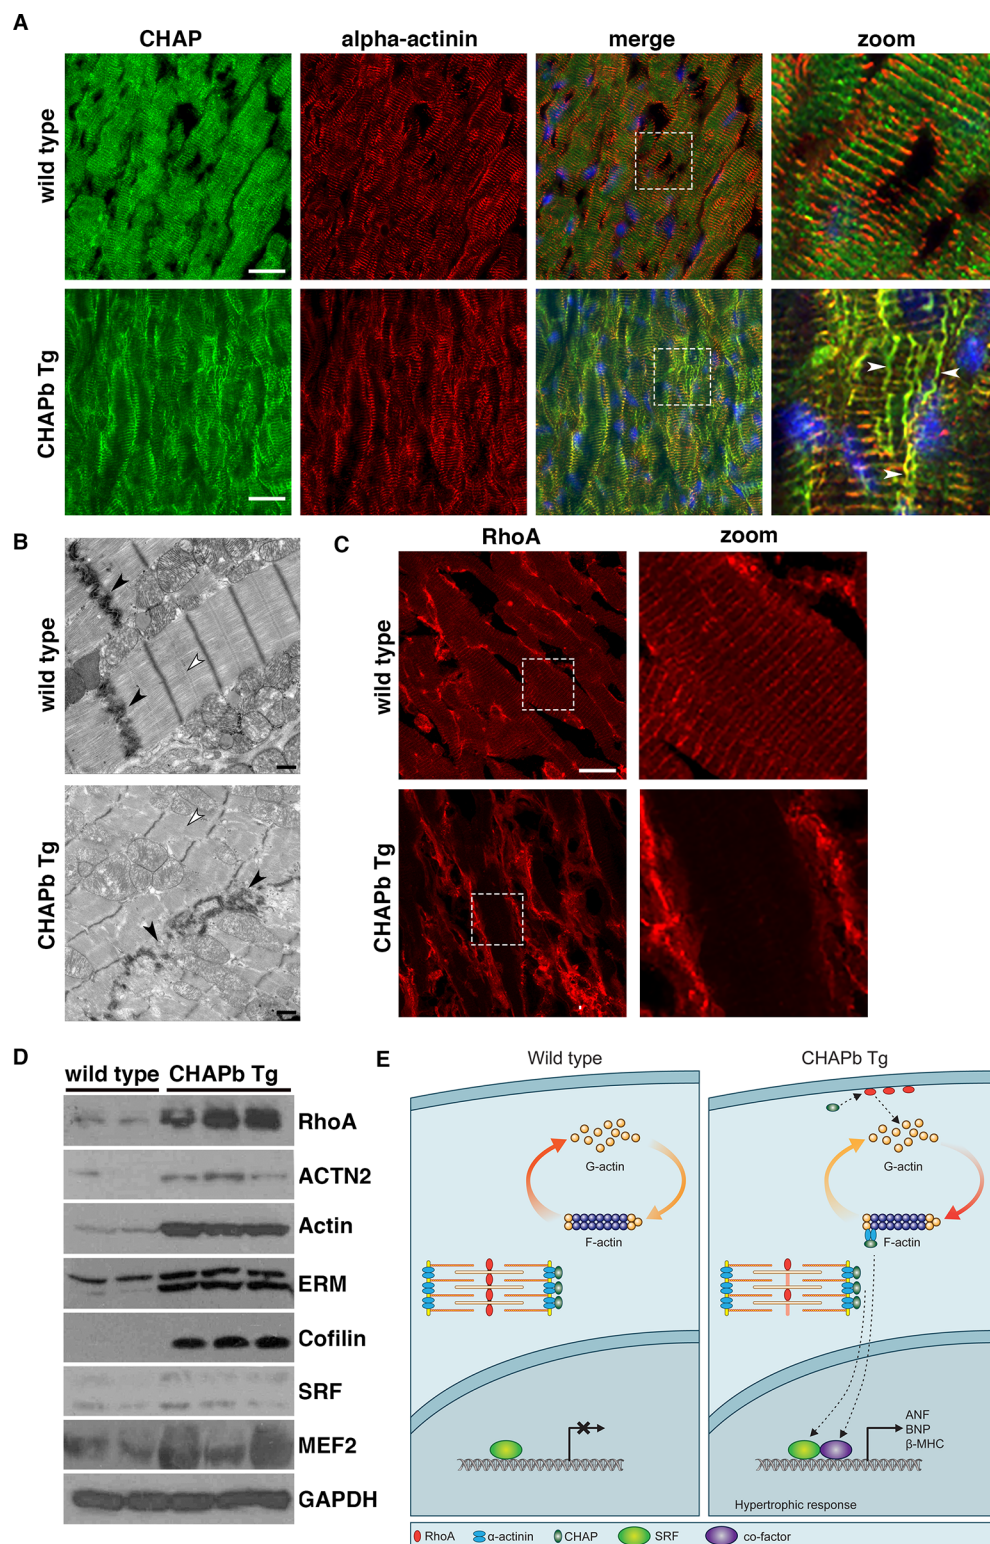 A
CHAP alpha-actinin merge zoom
wild type
CHAPb Tg
B
wild type
CHAPb Tg
C
RhoA zoom
wild type
CHAPb Tg
D
wild type CHAPb Tg
RhoA
ACTN2
Actin
ERM
Cofilin
SRF
MEF2
GAPDH
E
Wild type CHAPb Tg
G-actin G-actin
F-actin F-actin
ANF
BNP
β-MHC
Hypertrophic response
RhoA α-actinin CHAP SRF co-factor